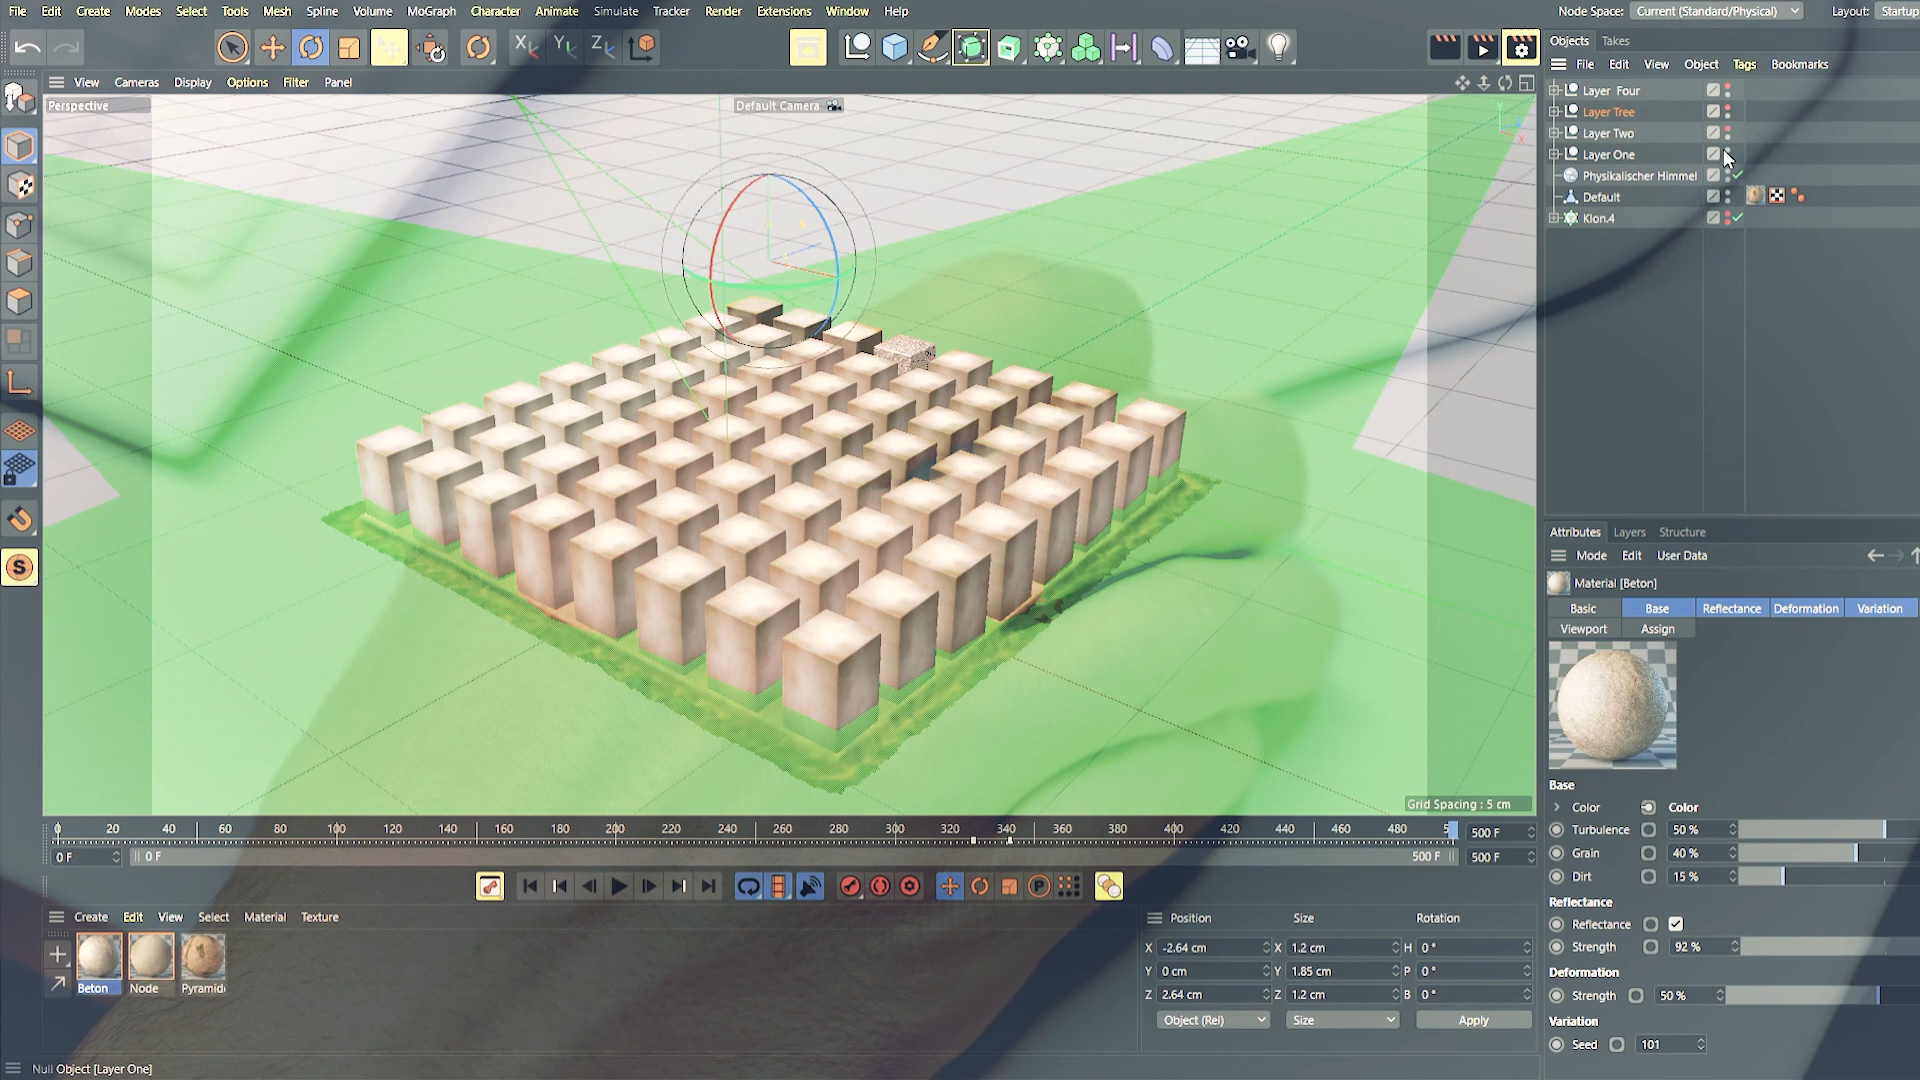 File Edit Create Modes Select Tools Mesh Spline Volume MoGraph Character Animate Simulate Tracker Render Extensions Window Help
Node Space: Current (Standard/Physical) Layout: Startup
X Y Z
Objects Takes
File Edit View Object Tags Bookmarks
View Cameras Display Options Filter Panel
Perspective
Default Camera
Y
X
Layer Four
Layer Tree
Layer Two
Layer One
Physikalischer Himmel
Default
Klon.4
S
Attributes Layers Structure
Mode Edit User Data
Material [Beton]
Basic Base Reflectance Deformation Variation
Viewport Assign
Base
Color Color
Turbulence 50 %
Grain 40 %
Dirt 15 %
Reflectance
Reflectance
Strength 92 %
Deformation
Strength 50 %
Variation
Seed 101
Grid Spacing : 5 cm
0 20 40 60 80 100 120 140 160 180 200 220 240 260 280 300 320 340 360 380 400 420 440 460 480 5 500 F
0 F 0 F 500 F 500 F
P
Create Edit View Select Material Texture
Beton Node Pyramid
Position Size Rotation
X -2.64 cm X 1.2 cm H 0 °
Y 0 cm Y 1.85 cm P 0 °
Z 2.64 cm Z 1.2 cm B 0 °
Object (Rel) Size Apply
Null Object [Layer One]